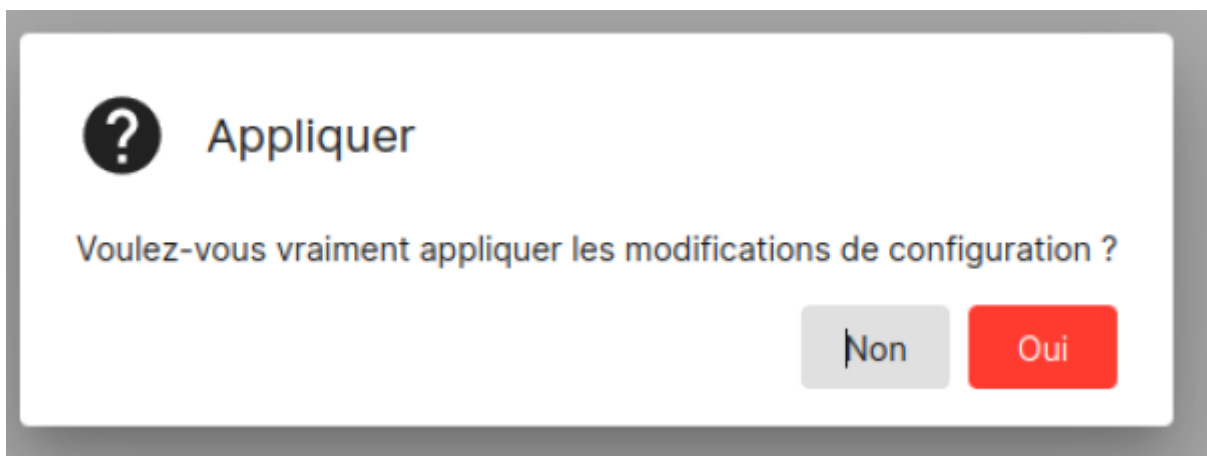 Appliquer
Voulez-vous vraiment appliquer les modifications de configuration ?
Non Oui